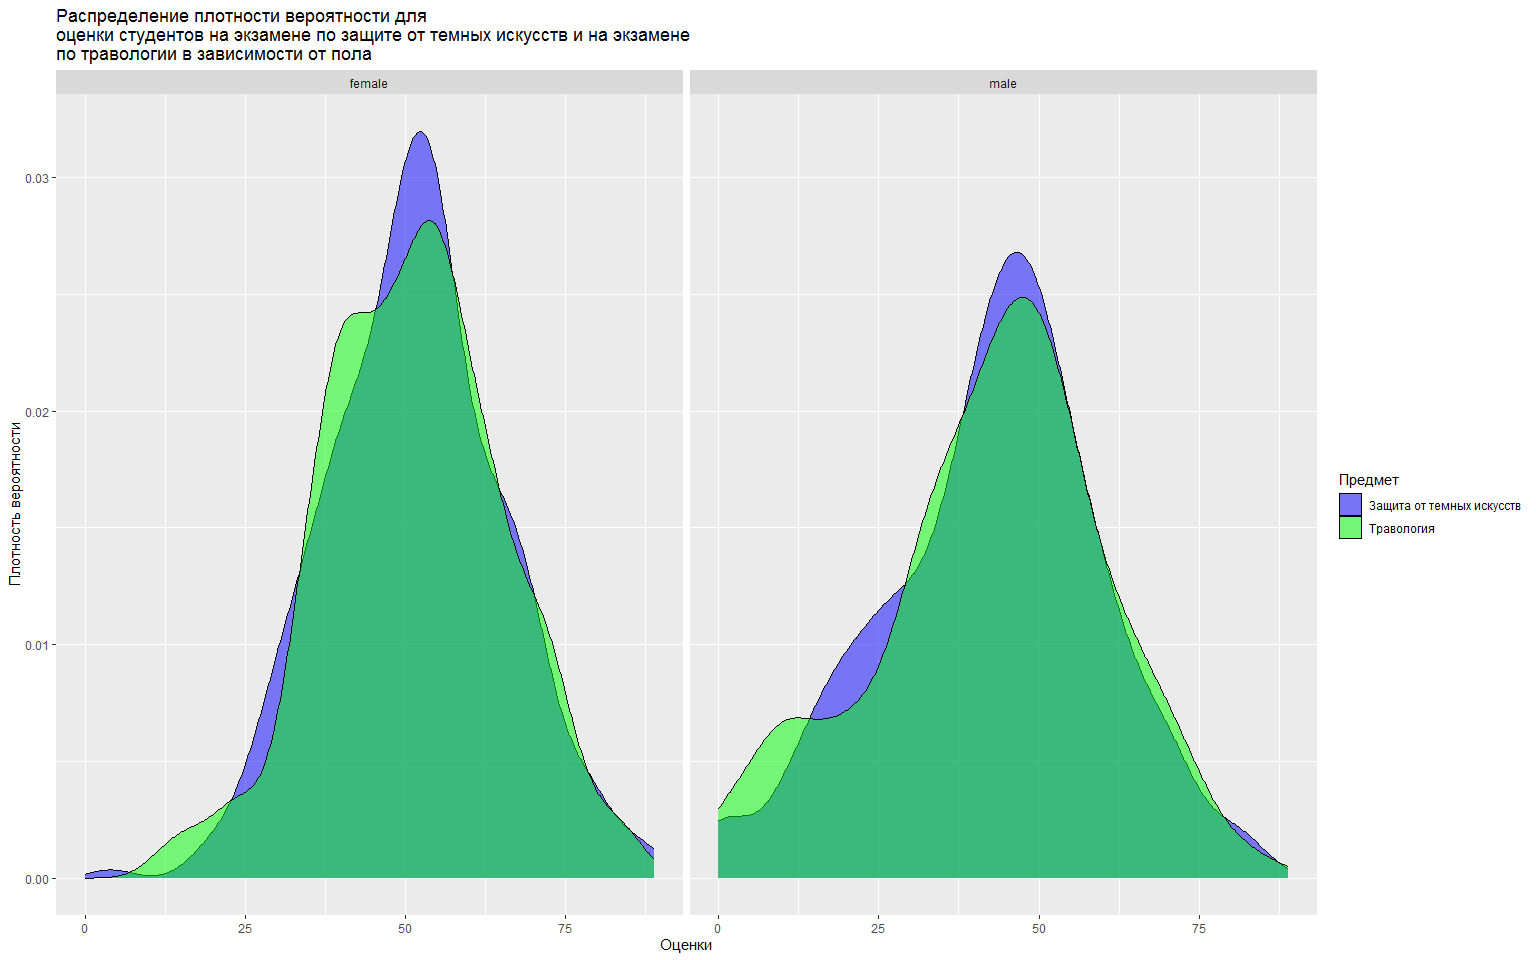 Распределение плотности вероятности для
оценки студентов на экзамене по защите от темных искусств и на экзамене
по травологии в зависимости от пола
female
male
0.03
0.02
0.01
0.00
Плотность вероятности
0
25
50
75
0
25
50
75
Оценки
Предмет
Защита от темных искусств
Травология